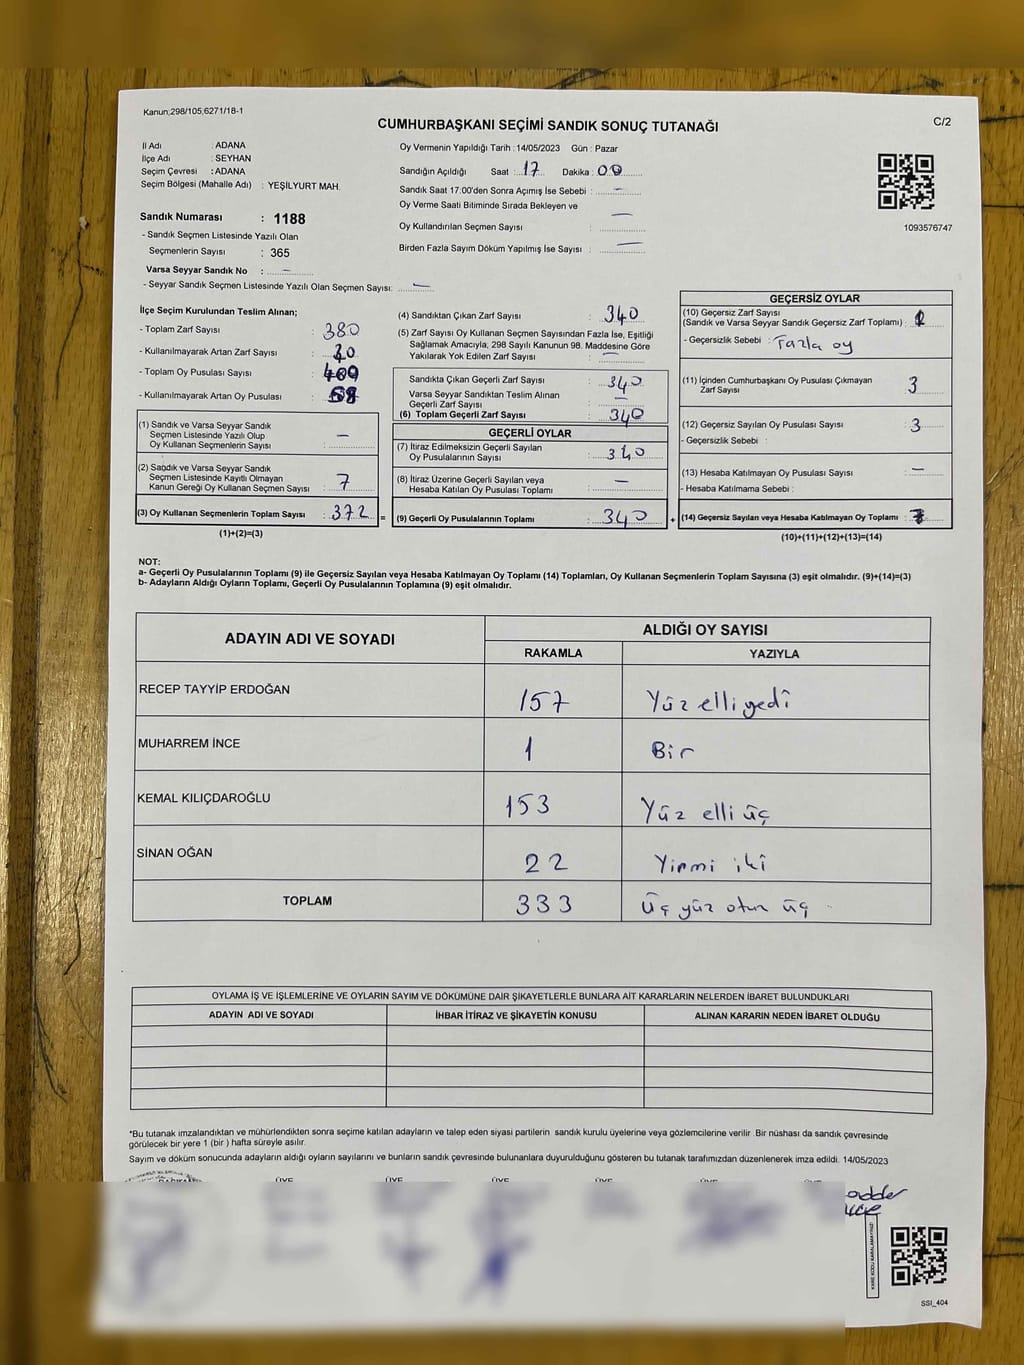 Kanun;298/105,6271/18-1
CUMHURBAŞKANI SEÇİMİ SANDIK SONUÇ TUTANAĞI
C/2
İl Adı : ADANA
İlçe Adı : SEYHAN
Seçim Çevresi : ADANA
Seçim Bölgesi (Mahalle Adı) : YEŞİLYURT MAH.
Oy Vermenin Yapıldığı Tarih : 14/05/2023 Gün : Pazar
Sandığın Açıldığı Saat : 17 Dakika : 00
Sandık Saat 17:00'den Sonra Açımış İse Sebebi : –
Oy Verme Saati Bitiminde Sırada Bekleyen ve
Oy Kullandırılan Seçmen Sayısı : —
Birden Fazla Sayım Döküm Yapılmış İse Sayısı : —
1093576747
Sandık Numarası : 1188
- Sandık Seçmen Listesinde Yazılı Olan
Seçmenlerin Sayısı : 365
Varsa Seyyar Sandık No : –
- Seyyar Sandık Seçmen Listesinde Yazılı Olan Seçmen Sayısı: —
İlçe Seçim Kurulundan Teslim Alınan;
- Toplam Zarf Sayısı : 380
- Kullanılmayarak Artan Zarf Sayısı :
- Toplam Oy Pusulası Sayısı :
- Kullanılmayarak Artan Oy Pusulası :
(1) Sandık ve Varsa Seyyar Sandık
Seçmen Listesinde Yazılı Olup
Oy Kullanan Seçmenlerin Sayısı : —
(2) Sandık ve Varsa Seyyar Sandık
Seçmen Listesinde Kayıtlı Olmayan
Kanun Gereği Oy Kullanan Seçmen Sayısı : 7
(3) Oy Kullanan Seçmenlerin Toplam Sayısı : 372
(1)+(2)=(3)
(4) Sandıktan Çıkan Zarf Sayısı : 340
(5) Zarf Sayısı Oy Kullanan Seçmen Sayısından Fazla İse, Eşitliği
Sağlamak Amacıyla, 298 Sayılı Kanunun 98. Maddesine Göre
Yakılarak Yok Edilen Zarf Sayısı : —
Sandıkta Çıkan Geçerli Zarf Sayısı : 340
Varsa Seyyar Sandıktan Teslim Alınan
Geçerli Zarf Sayısı : —
(6) Toplam Geçerli Zarf Sayısı : 340
GEÇERLİ OYLAR
(7) İtiraz Edilmeksizin Geçerli Sayılan
Oy Pusulalarının Sayısı : 340
(8) İtiraz Üzerine Geçerli Sayılan veya
Hesaba Katılan Oy Pusulası Toplamı : —
= (9) Geçerli Oy Pusulalarının Toplamı : 340 +
GEÇERSİZ OYLAR
(10) Geçersiz Zarf Sayısı
(Sandık ve Varsa Seyyar Sandık Geçersiz Zarf Toplamı) :
- Geçersizlik Sebebi : Fazla oy
(11) İçinden Cumhurbaşkanı Oy Pusulası Çıkmayan
Zarf Sayısı : 3
(12) Geçersiz Sayılan Oy Pusulası Sayısı : 3
- Geçersizlik Sebebi :
(13) Hesaba Katılmayan Oy Pusulası Sayısı : —
- Hesaba Katılmama Sebebi :
(14) Geçersiz Sayılan veya Hesaba Katılmayan Oy Toplamı : 7
(10)+(11)+(12)+(13)=(14)
NOT:
a- Geçerli Oy Pusulalarının Toplamı (9) ile Geçersiz Sayılan veya Hesaba Katılmayan Oy Toplamı (14) Toplamları, Oy Kullanan Seçmenlerin Toplam Sayısına (3) eşit olmalıdır. (9)+(14)=(3)
b- Adayların Aldığı Oyların Toplamı, Geçerli Oy Pusulalarının Toplamına (9) eşit olmalıdır.
ADAYIN ADI VE SOYADI ALDIĞI OY SAYISI
RAKAMLA YAZIYLA
RECEP TAYYİP ERDOĞAN 157 Yüz elli yedi
MUHARREM İNCE 1 Bir
KEMAL KILIÇDAROĞLU 153 Yüz elli üç
SİNAN OĞAN 22 Yirmi iki
TOPLAM 333 üç yüz otuz üç
OYLAMA İŞ VE İŞLEMLERİNE VE OYLARIN SAYIM VE DÖKÜMÜNE DAİR ŞİKAYETLERLE BUNLARA AİT KARARLARIN NELERDEN İBARET BULUNDUKLARI
ADAYIN ADI VE SOYADI İHBAR İTİRAZ VE ŞİKAYETİN KONUSU ALINAN KARARIN NEDEN İBARET OLDUĞU
*Bu tutanak imzalandıktan ve mühürlendikten sonra seçime katılan adayların ve talep eden siyasi partilerin sandık kurulu üyelerine veya gözlemcilerine verilir. Bir nüshası da sandık çevresinde
görülecek bir yere 1 (bir) hafta süreyle asılır.
Sayım ve döküm sonucunda adayların aldığı oyların sayılarını ve bunların sandık çevresinde bulunanlara duyurulduğunu gösteren bu tutanak tarafımızdan düzenlenerek imza edildi. 14/05/2023
ÜYE ÜYE ÜYE ÜYE ÜYE ÜYE
KARE KODU KARALAMAYINIZ!
SSI_404